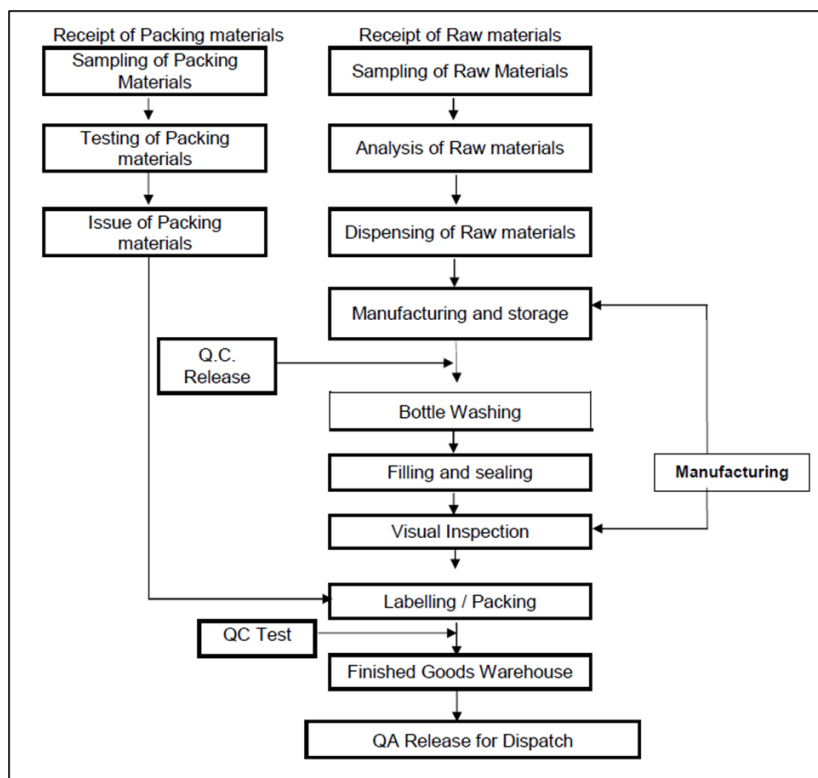 Receipt of Packing materials
Sampling of Packing
Materials
Testing of Packing
materials
Issue of Packing
materials
Receipt of Raw materials
Sampling of Raw Materials
Analysis of Raw materials
Dispensing of Raw materials
Manufacturing and storage
Q.C.
Release
Bottle Washing
Filling and sealing
Manufacturing
Visual Inspection
Labelling / Packing
QC Test
Finished Goods Warehouse
QA Release for Dispatch